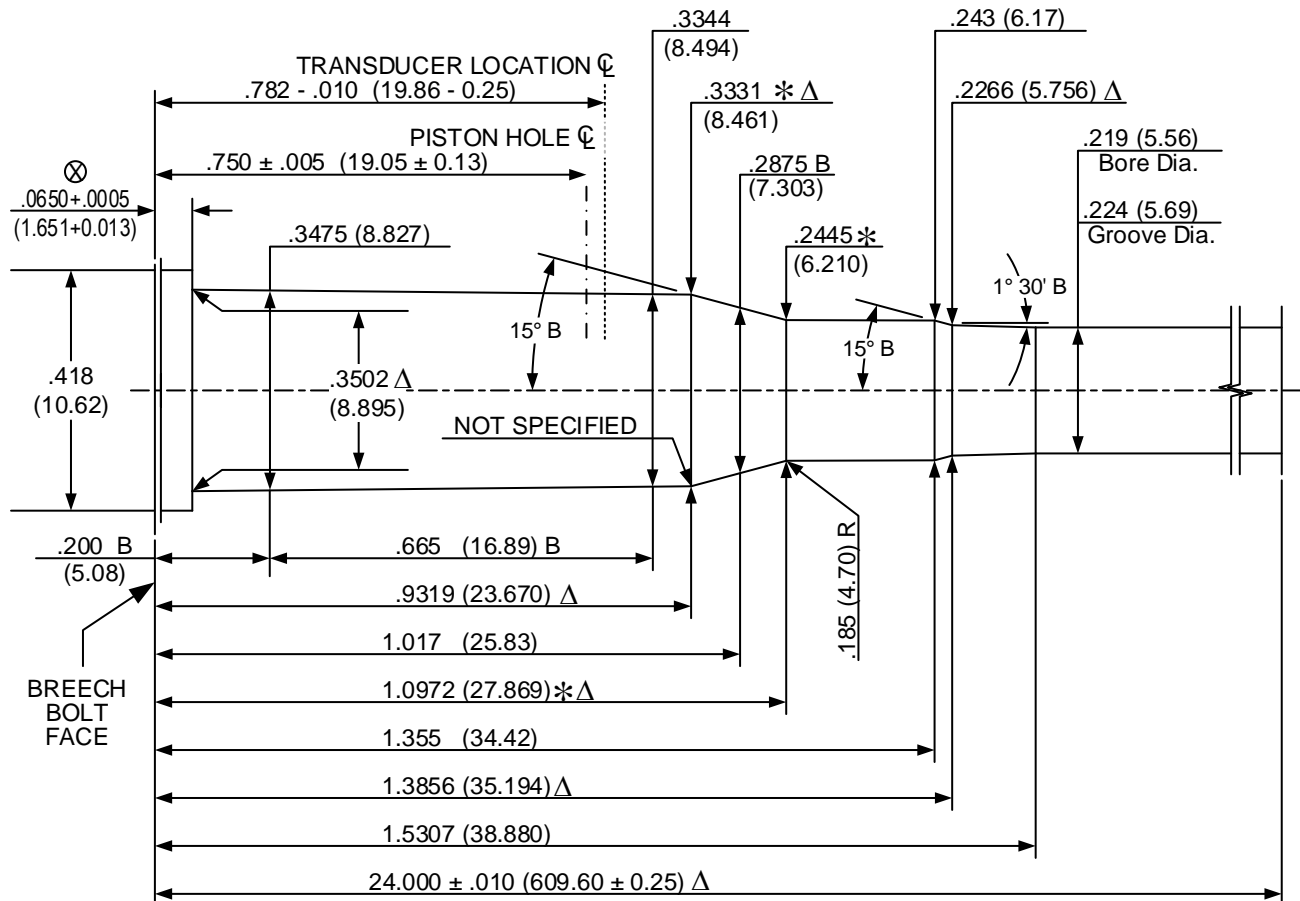 .3344
(8.494)
.243 (6.17)
TRANSDUCER LOCATION ℄
.782 - .010 (19.86 - 0.25)
.3331 * Δ
(8.461)
.2266 (5.756) Δ
PISTON HOLE ℄
.750 ± .005 (19.05 ± 0.13)
.219 (5.56)
Bore Dia.
⊗
.0650+.0005
(1.651+0.013)
.2875 B
(7.303)
.3475 (8.827)
.2445 *
(6.210)
.224 (5.69)
Groove Dia.
1° 30' B
15° B
15° B
.418
(10.62)
.3502 Δ
(8.895)
NOT SPECIFIED
.185 (4.70) R
.200 B
(5.08)
.665 (16.89) B
.9319 (23.670) Δ
1.017 (25.83)
BREECH
BOLT
FACE
1.0972 (27.869) * Δ
1.355 (34.42)
1.3856 (35.194) Δ
1.5307 (38.880)
24.000 ± .010 (609.60 ± 0.25) Δ